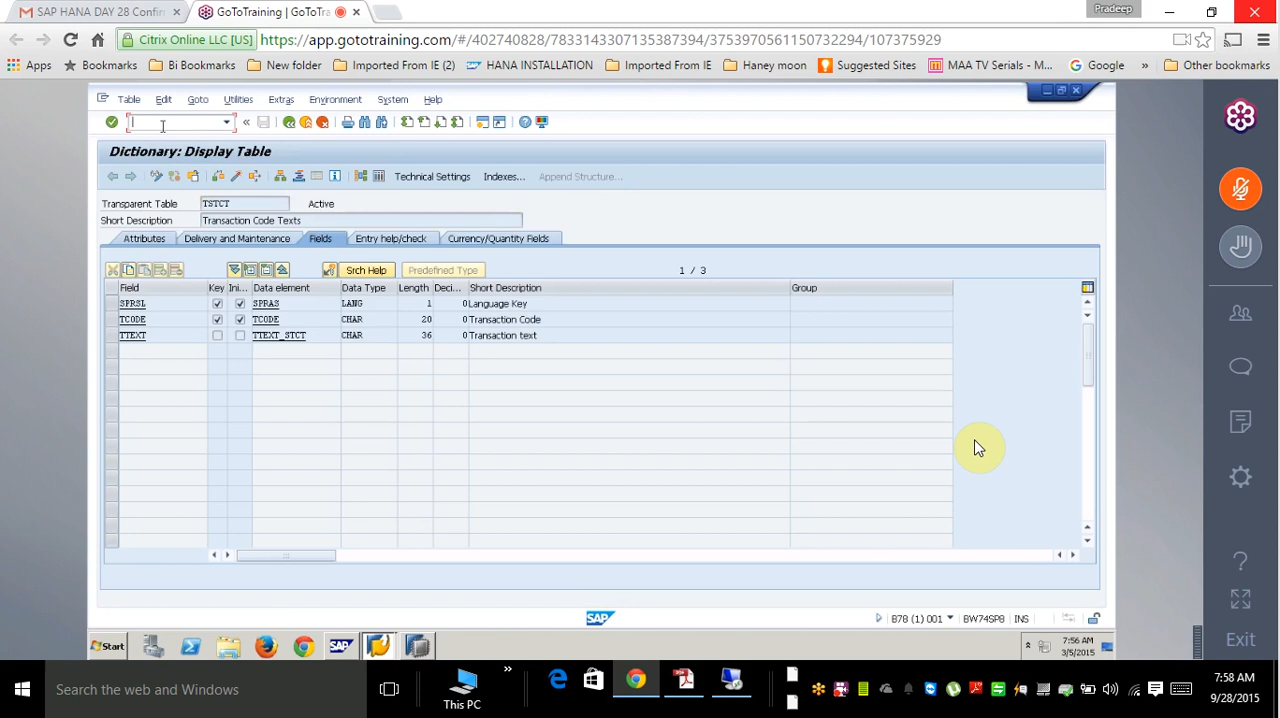 SAP HANA DAY 28 Confirm
GoToTraining | GoToTra
Pradeep
Citrix Online LLC [US]
https://app.gototraining.com/#/402740828/7833143307135387394/3753970561150732294/107375929
Apps
Bookmarks
Bi Bookmarks
New folder
Imported From IE (2)
HANA INSTALLATION
Imported From IE
Haney moon
Suggested Sites
MAA TV Serials - M...
Google
»
Other bookmarks
Table Edit Goto Utilities Extras Environment System Help
Dictionary: Display Table
Technical Settings Indexes... Append Structure...
Transparent Table TSTCT Active
Short Description Transaction Code Texts
Attributes Delivery and Maintenance Fields Entry help/check Currency/Quantity Fields
Srch Help Predefined Type 1 / 3
Field Key Ini... Data element Data Type Length Deci... Short Description Group
SPRSL SPRAS LANG 1 0 Language Key
TCODE TCODE CHAR 20 0 Transaction Code
TTEXT TTEXT_STCT CHAR 36 0 Transaction text
SAP
B78 (1) 001 BW74SP8 INS
Start
SAP
7:56 AM
3/5/2015
Exit
Search the web and Windows
This PC
»
7:58 AM
9/28/2015